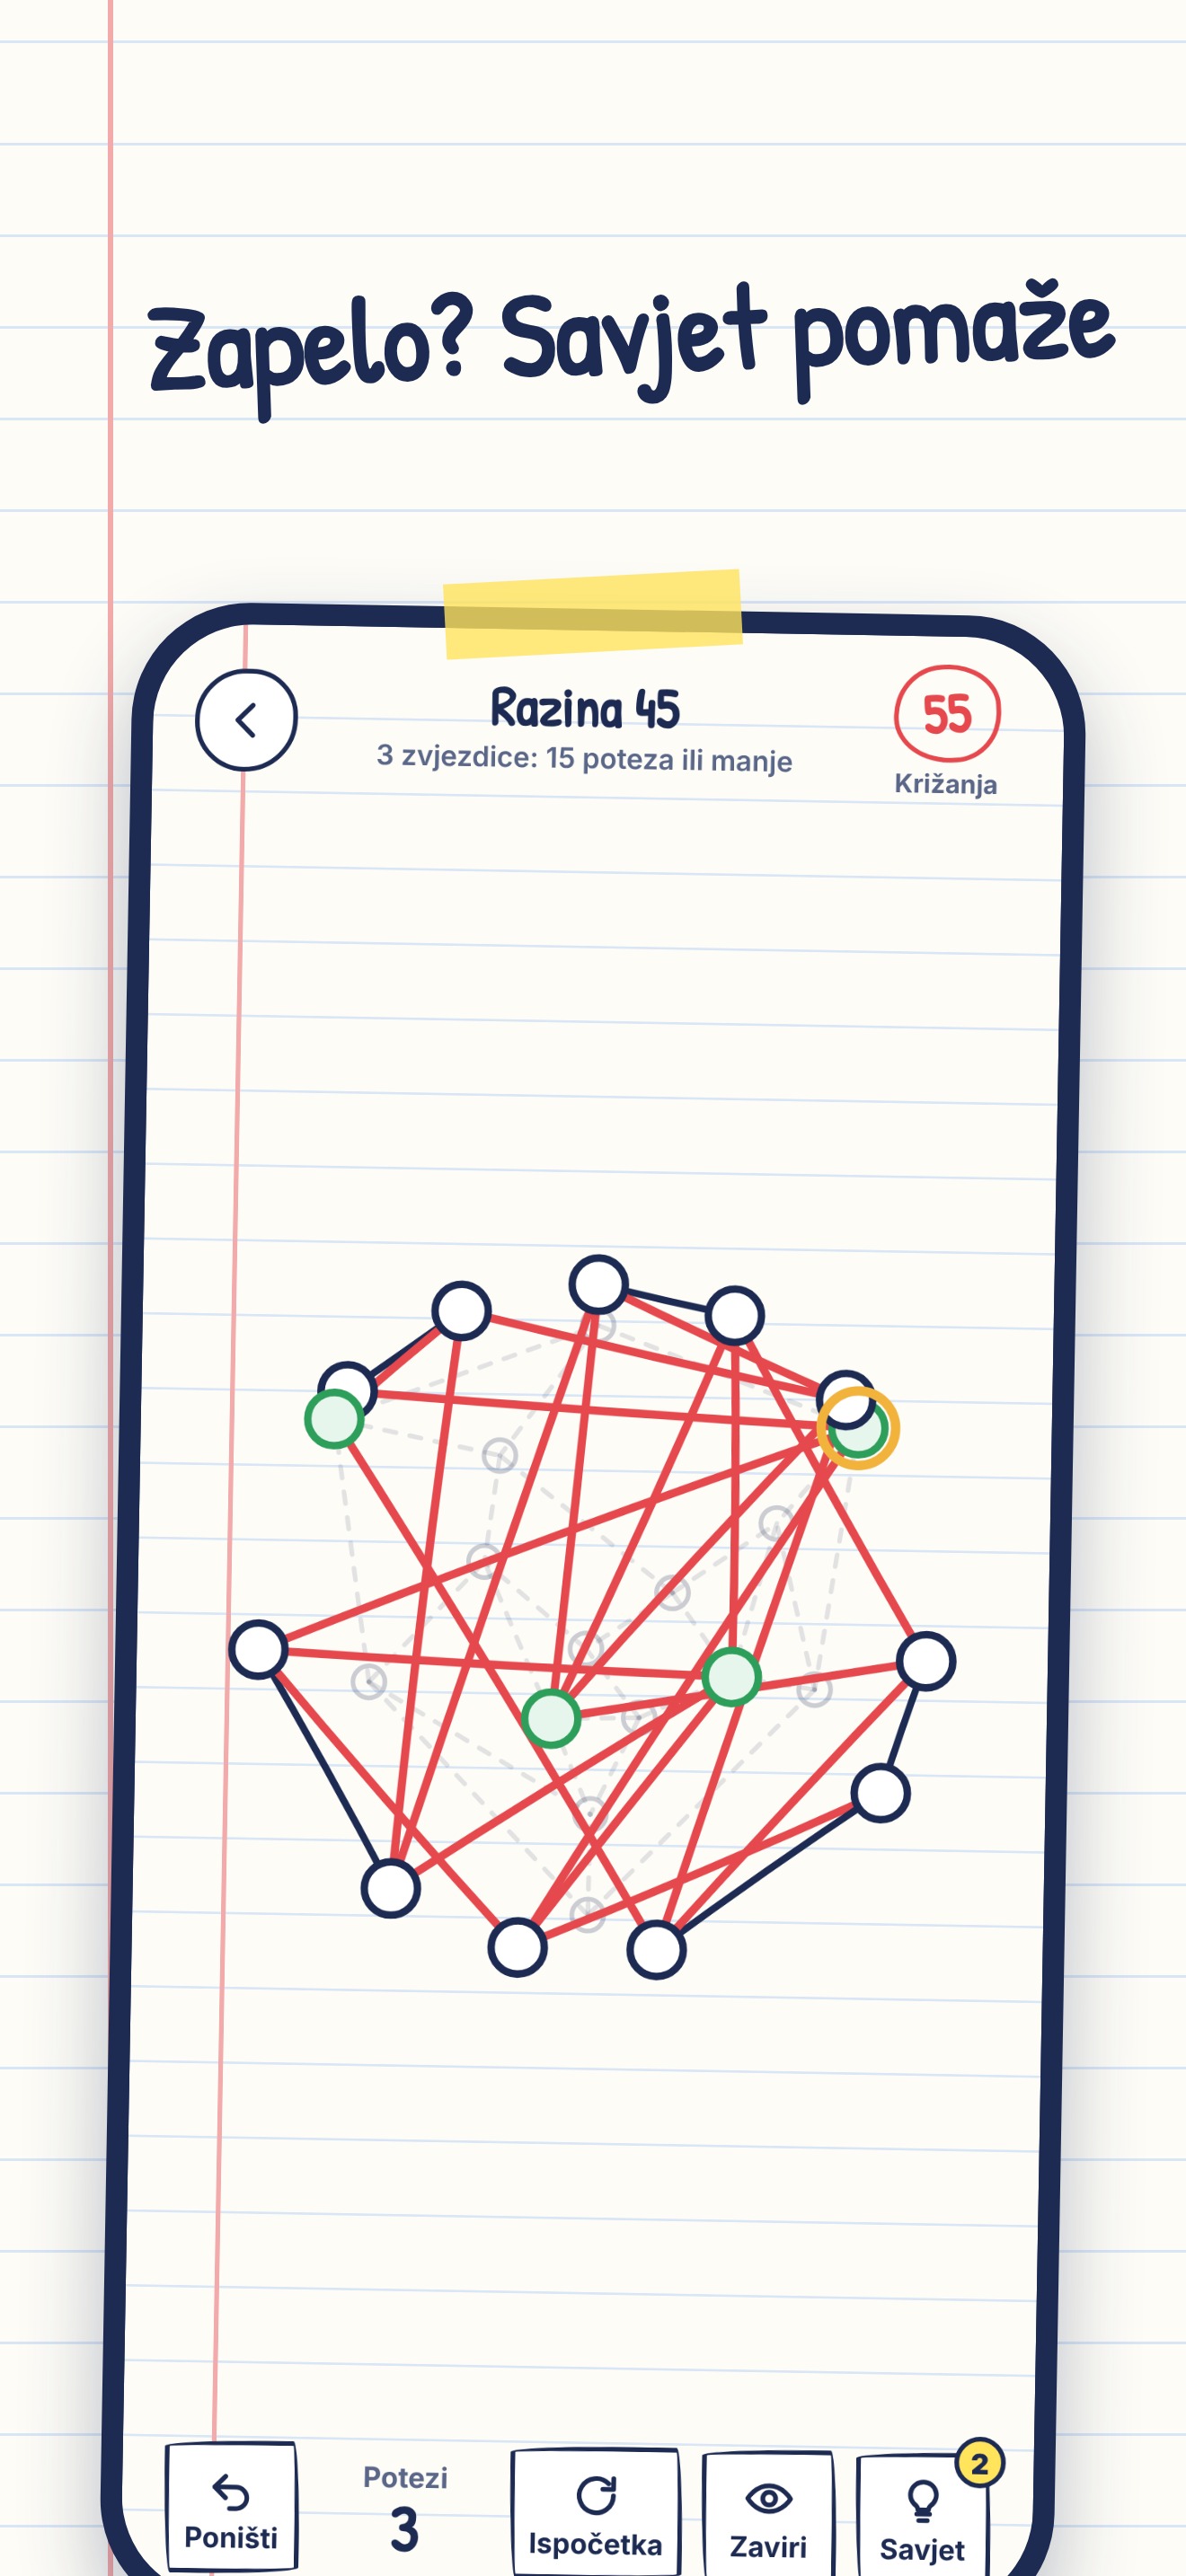 Zapelo? Savjet pomaže
Razina 45
3 zvjezdice: 15 poteza ili manje
55
Križanja
Poništi
Potezi
3
Ispočetka
Zaviri
Savjet
2